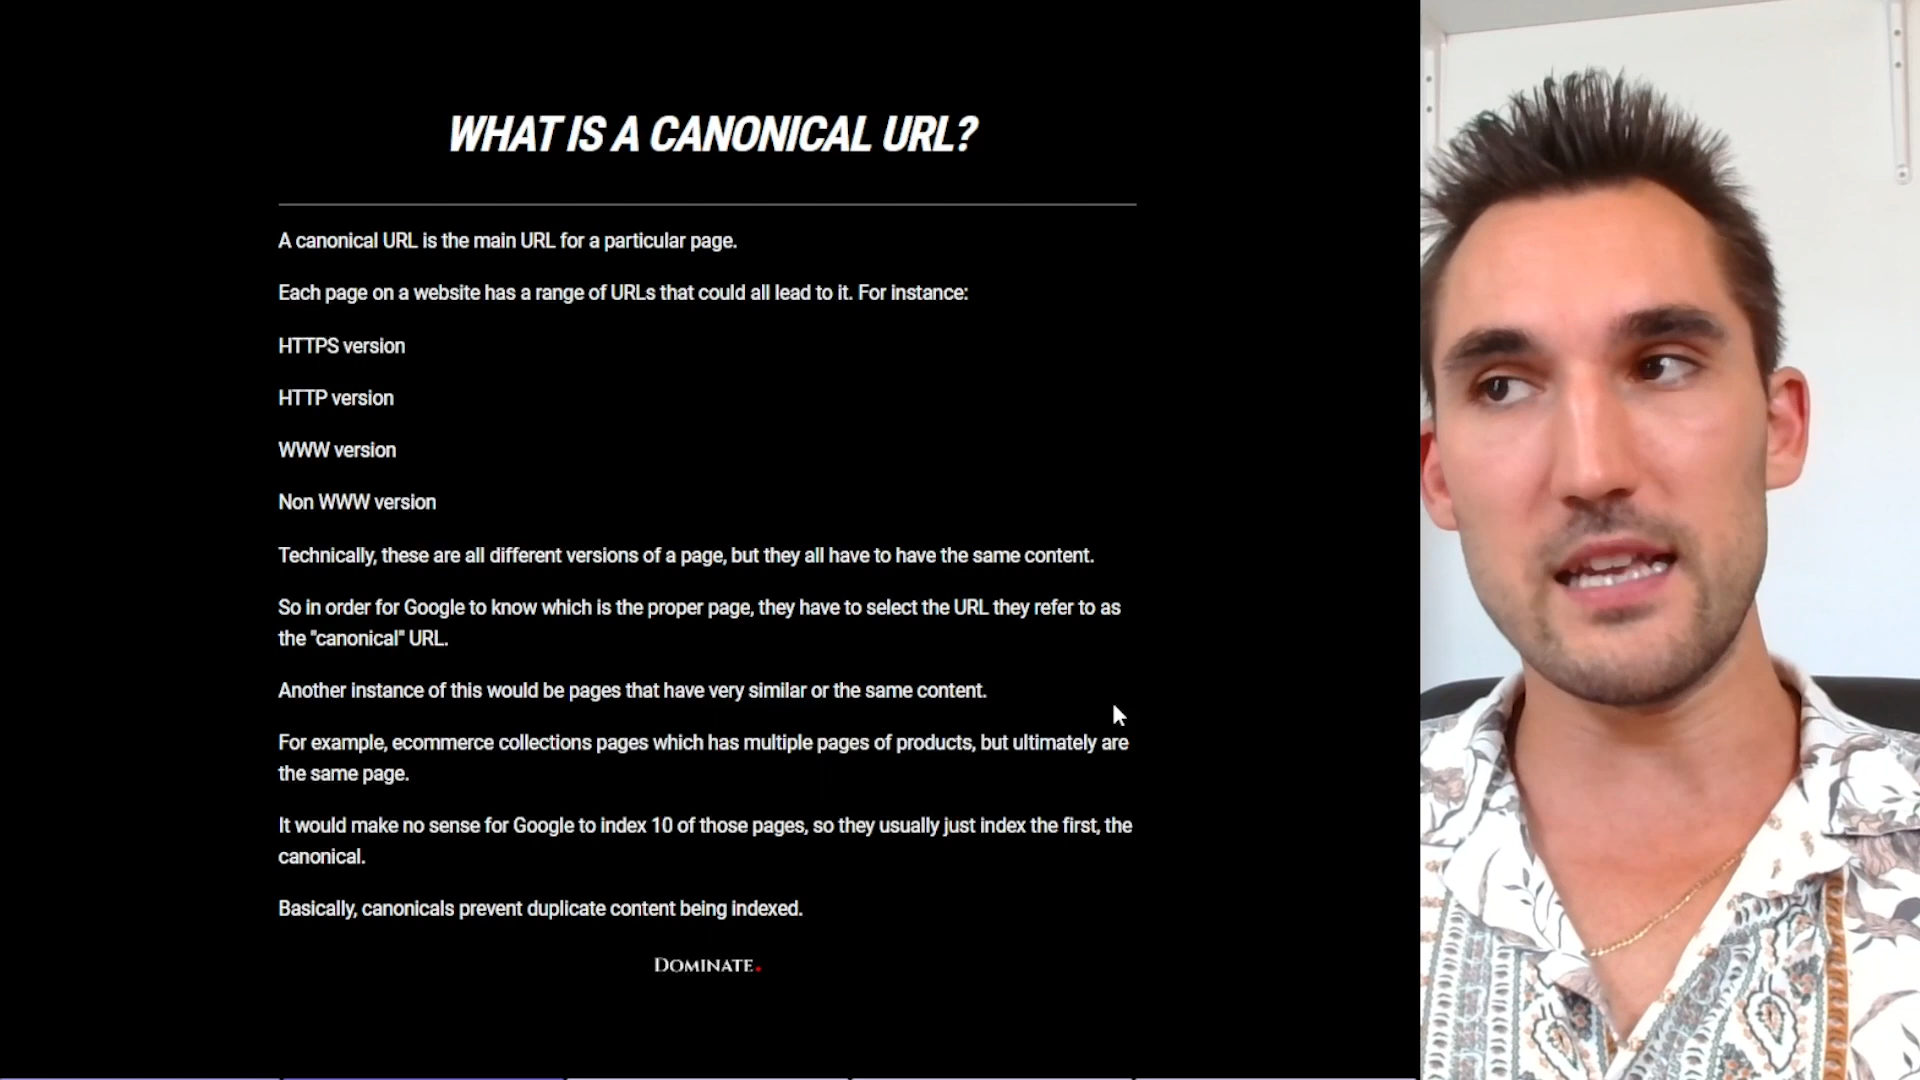 WHAT IS A CANONICAL URL?
A canonical URL is the main URL for a particular page.
Each page on a website has a range of URLs that could all lead to it. For instance:
HTTPS version
HTTP version
WWW version
Non WWW version
Technically, these are all different versions of a page, but they all have to have the same content.
So in order for Google to know which is the proper page, they have to select the URL they refer to as
the "canonical" URL.
Another instance of this would be pages that have very similar or the same content.
For example, ecommerce collections pages which has multiple pages of products, but ultimately are
the same page.
It would make no sense for Google to index 10 of those pages, so they usually just index the first, the
canonical.
Basically, canonicals prevent duplicate content being indexed.
DOMINATE.